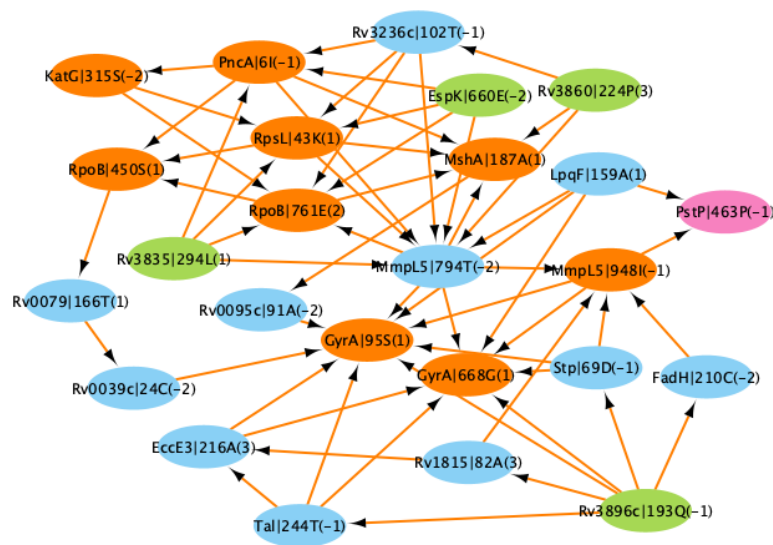 Rv3236c|102T(-1)
PncA|6I(-1)
KatG|315S(-2)
EspK|660E(-2)
Rv3860|224P(3)
RpsL|43K(1)
MshA|187A(1)
RpoB|450S(1)
LpqF|159A(1)
RpoB|761E(2)
PstP|463P(-1)
Rv3835|294L(1)
MmpL5|794T(-2)
MmpL5|948I(-1)
Rv0079|166T(1)
Rv0095c|91A(-2)
GyrA|95S(1)
Stp|69D(-1)
GyrA|668G(1)
FadH|210C(-2)
Rv0039c|24C(-2)
EccE3|216A(3)
Rv1815|82A(3)
Rv3896c|193Q(-1)
Tal|244T(-1)